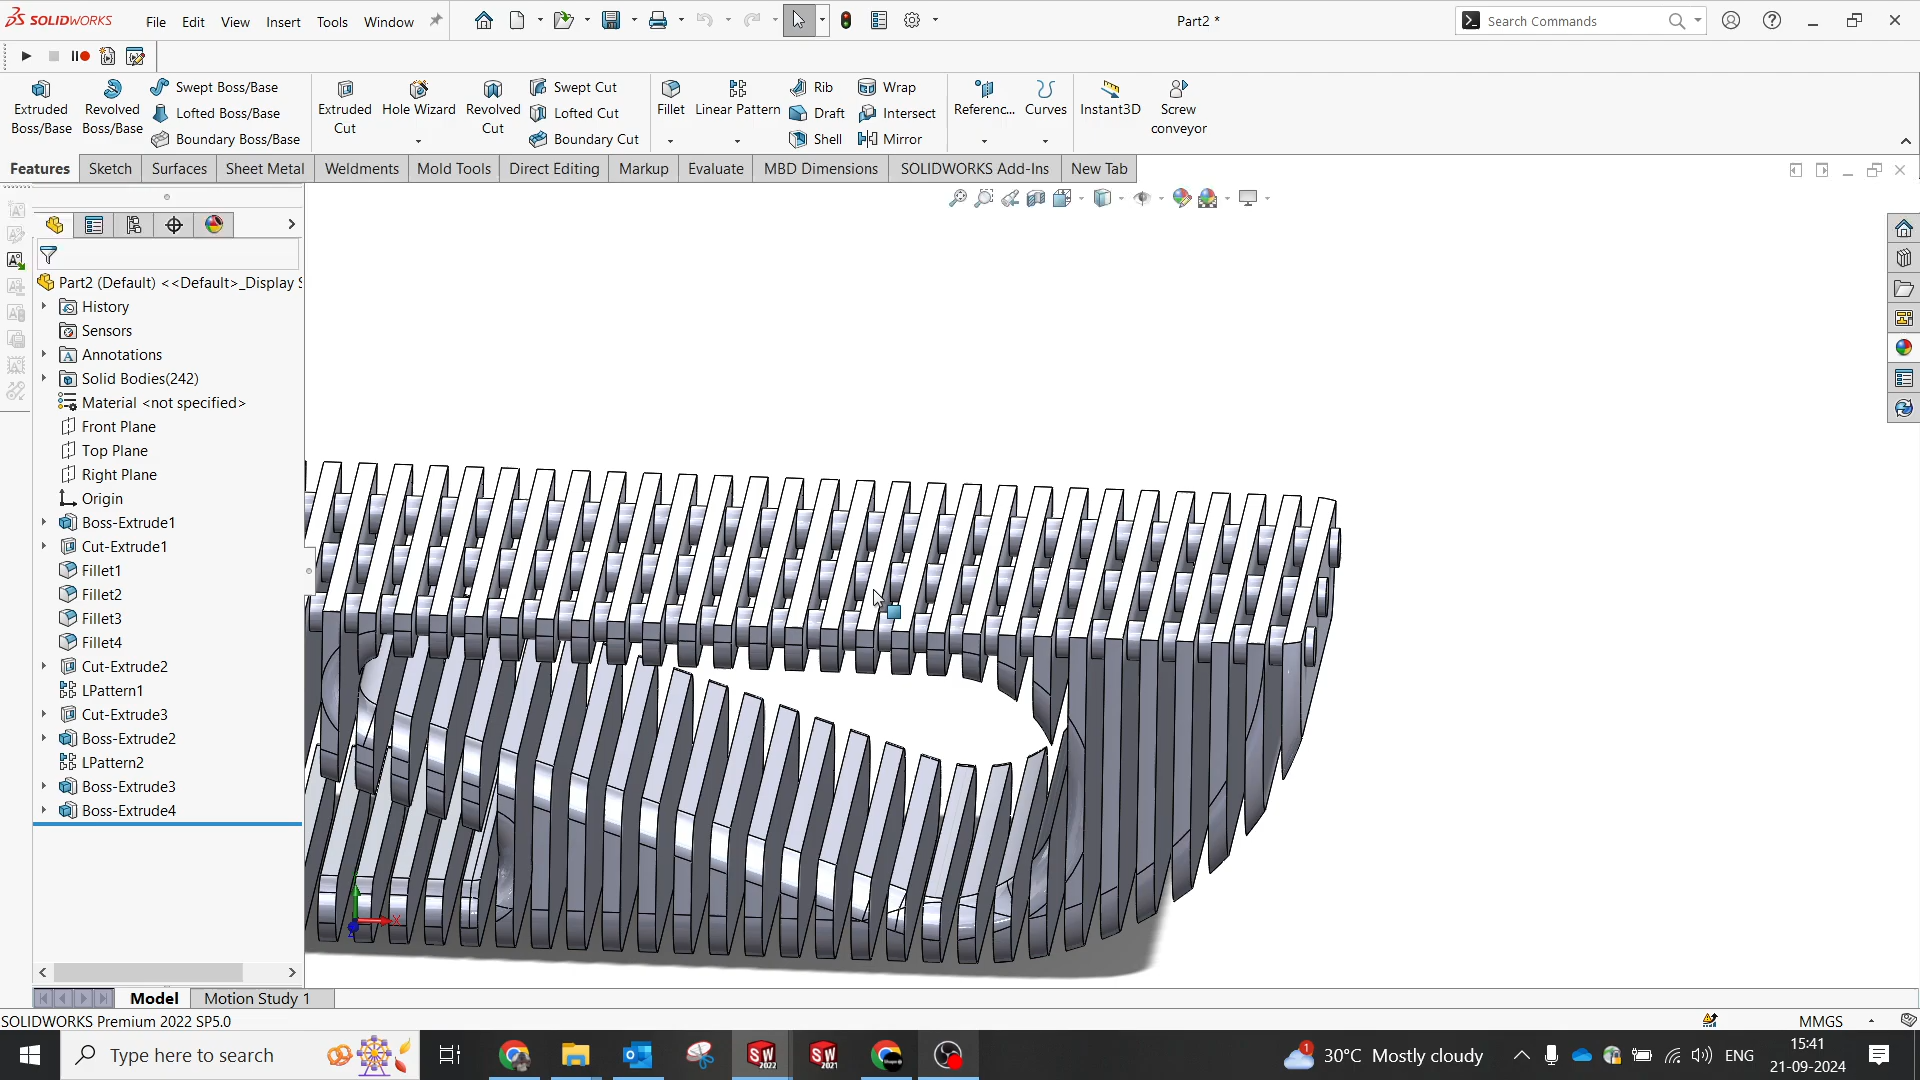 SOLIDWORKS
File
Edit
View
Insert
Tools
Window
Part2 *
Search Commands
Extruded Boss/Base
Revolved Boss/Base
Swept Boss/Base
Lofted Boss/Base
Boundary Boss/Base
Extruded Cut
Hole Wizard
Revolved Cut
Swept Cut
Lofted Cut
Boundary Cut
Fillet
Linear Pattern
Rib
Draft
Shell
Wrap
Intersect
Mirror
Referenc...
Curves
Instant3D
Screw conveyor
Features
Sketch
Surfaces
Sheet Metal
Weldments
Mold Tools
Direct Editing
Markup
Evaluate
MBD Dimensions
SOLIDWORKS Add-Ins
New Tab
Part2 (Default) <<Default>_Display S
History
Sensors
Annotations
Solid Bodies(242)
Material <not specified>
Front Plane
Top Plane
Right Plane
Origin
Boss-Extrude1
Cut-Extrude1
Fillet1
Fillet2
Fillet3
Fillet4
Cut-Extrude2
LPattern1
Cut-Extrude3
Boss-Extrude2
LPattern2
Boss-Extrude3
Boss-Extrude4
X
Model
Motion Study 1
SOLIDWORKS Premium 2022 SP5.0
MMGS
Type here to search
SW
2022
SW
2021
1
30°C Mostly cloudy
ENG
15:41
21-09-2024